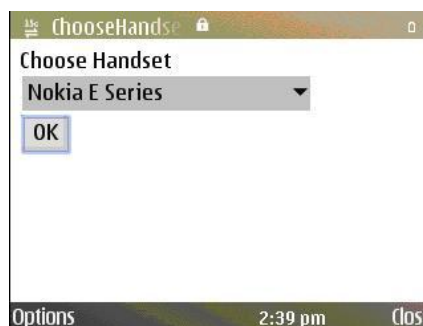 ChooseHandse
Choose Handset
Nokia E Series
OK
Options 2:39 pm Clos